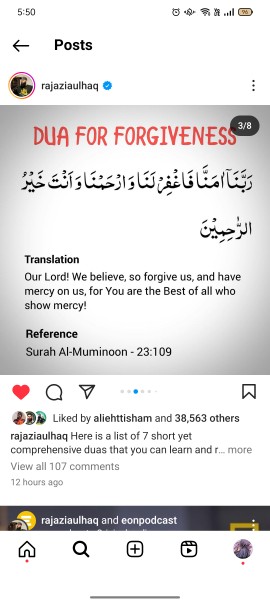 5:50
96
Posts
rajaziaulhaq
3/8
DUA FOR FORGIVENESS
رَبَّنَآ اٰمَنَّا فَاغْفِرْ لَنَا وَارْحَمْنَا وَاَنْتَ خَيْرُ
الرّٰحِمِيْنَ
Translation
Our Lord! We believe, so forgive us, and have
mercy on us, for You are the Best of all who
show mercy!
Reference
Surah Al-Muminoon - 23:109
Liked by aliehttisham and 38,563 others
rajaziaulhaq Here is a list of 7 short yet
comprehensive duas that you can learn and r... more
View all 107 comments
12 hours ago
rajaziaulhaq and eonpodcast